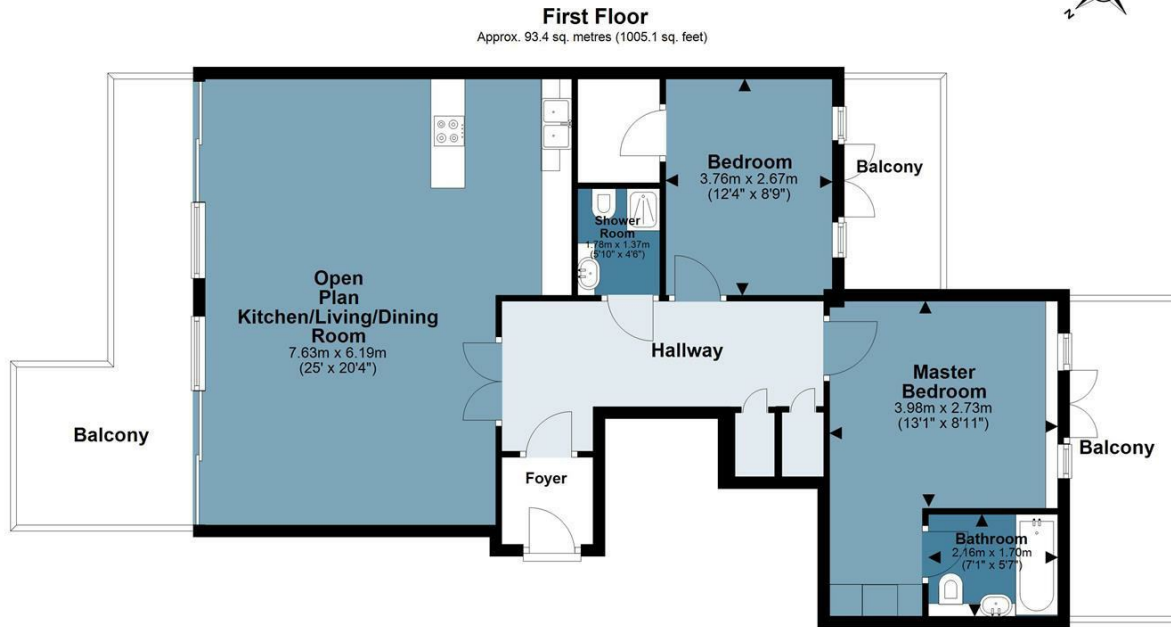 First Floor
Approx. 93.4 sq. metres (1005.1 sq. feet)
N
Bedroom
3.76m x 2.67m
(12'4" x 8'9")
Balcony
Shower
Room
1.78m x 1.37m
(5'10" x 4'6")
Open
Plan
Kitchen/Living/Dining
Room
7.63m x 6.19m
(25' x 20'4")
Hallway
Master
Bedroom
3.98m x 2.73m
(13'1" x 8'11")
Balcony
Balcony
Foyer
Bathroom
2.16m x 1.70m
(7'1" x 5'7")